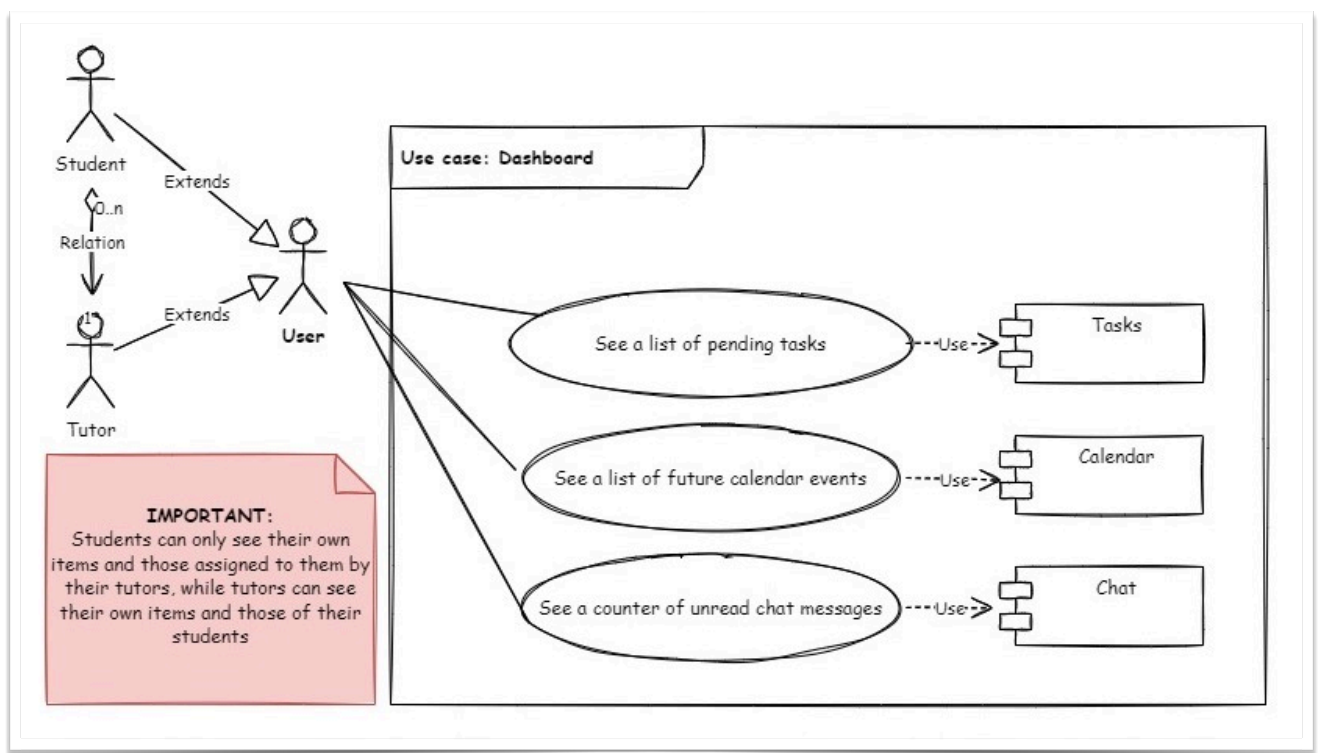 Student
Extends
0..n
Relation
Extends
1
Tutor
User
Use case: Dashboard
See a list of pending tasks
Use
Tasks
See a list of future calendar events
Use
Calendar
See a counter of unread chat messages
Use
Chat
IMPORTANT:
Students can only see their own
items and those assigned to them by
their tutors, while tutors can see
their own items and those of their
students